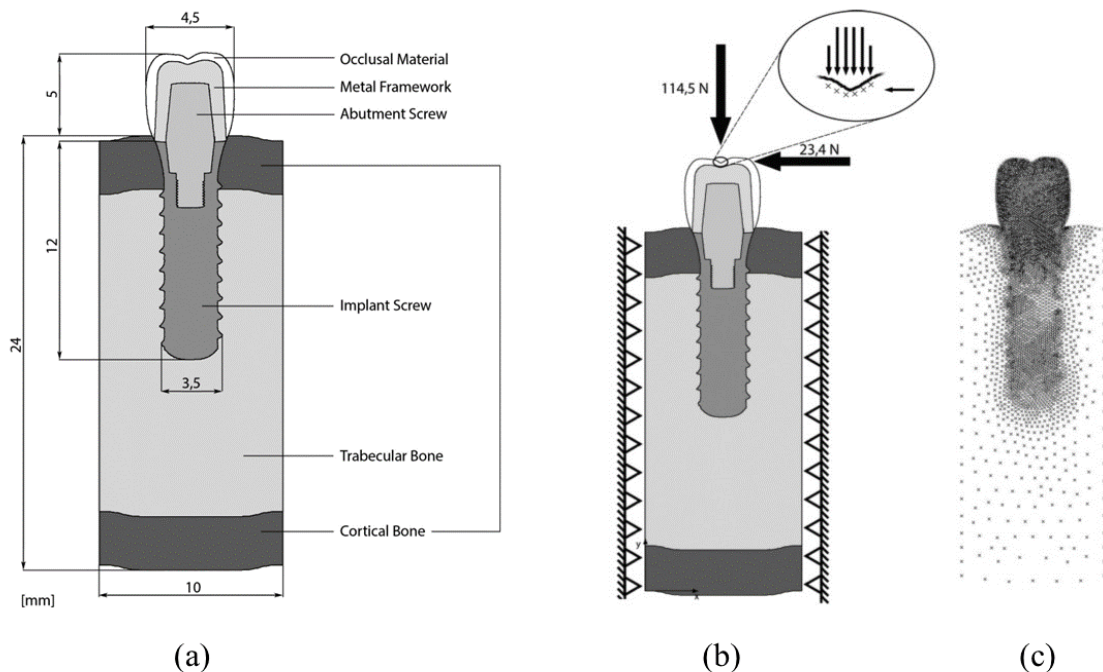 4,5
Occlusal Material
Metal Framework
5
Abutment Screw
12
24
Implant Screw
3,5
Trabecular Bone
Cortical Bone
10
[mm]
(a)
114,5 N
23,4 N
y
x
(b)
(c)